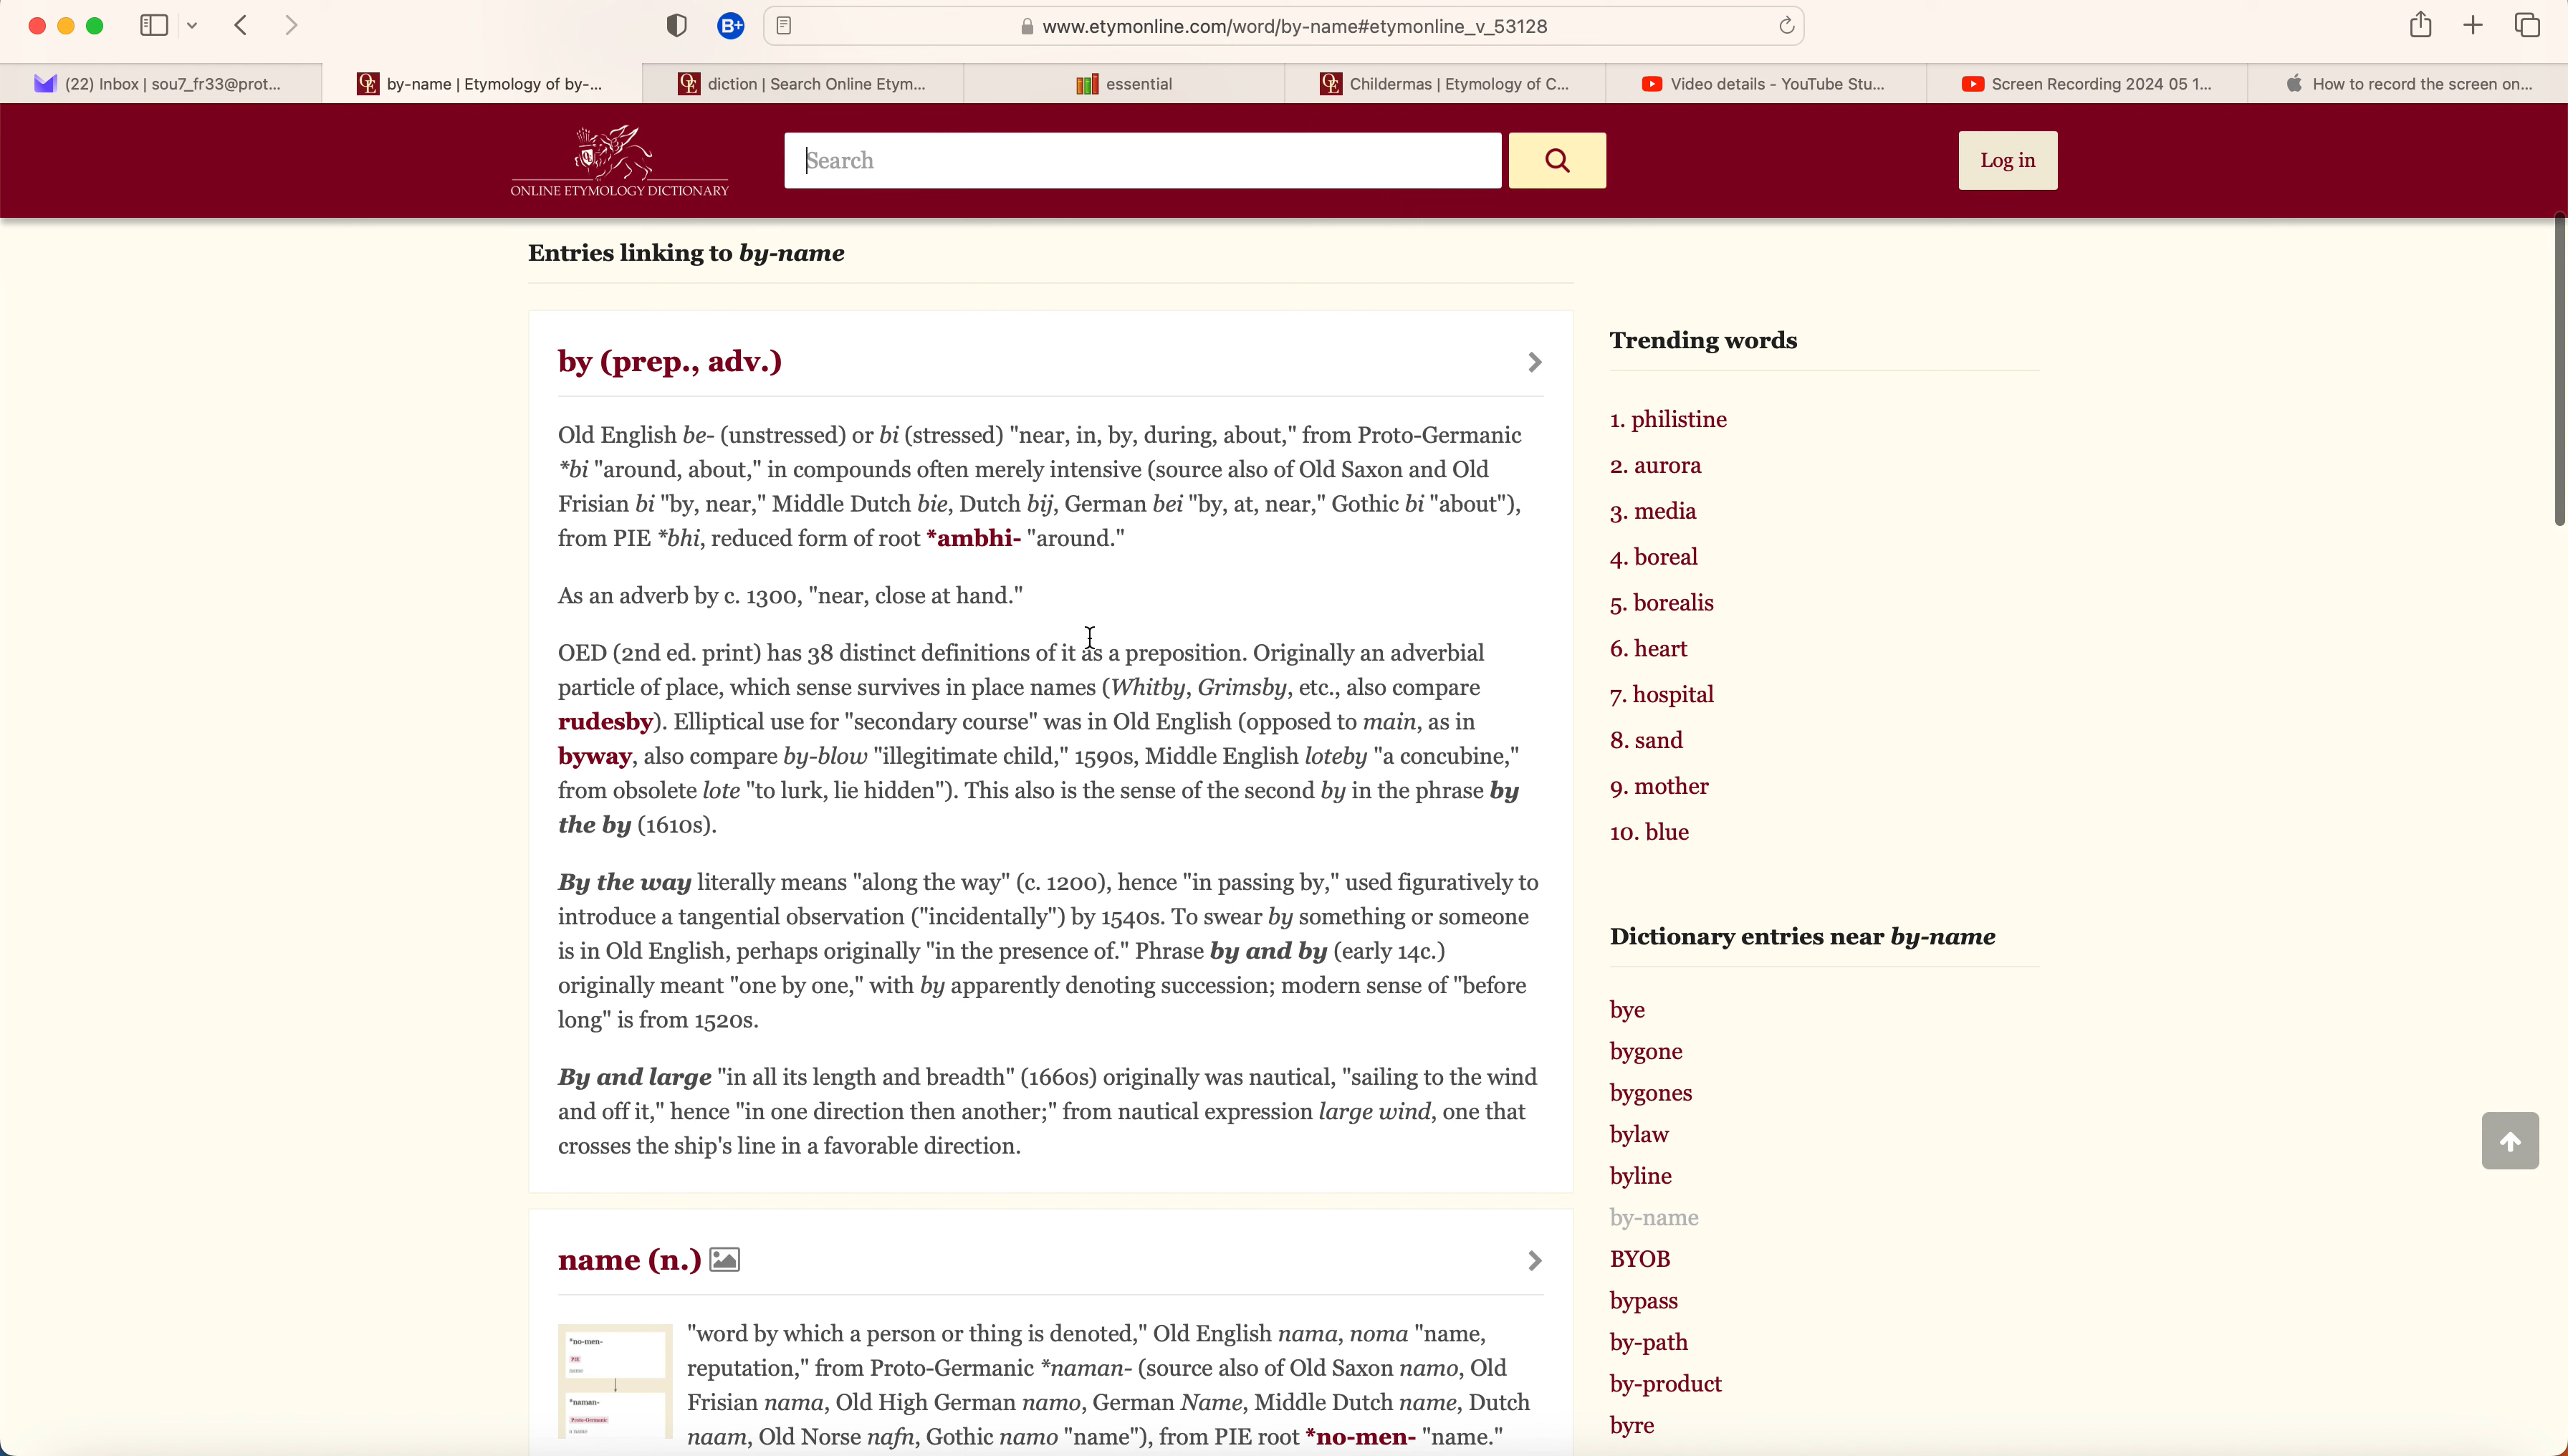 www.etymonline.com/word/by-name#etymonline_v_53128
(22) Inbox | sou7_fr33@prot...
by-name | Etymology of by-...
diction | Search Online Etym...
essential
Childermas | Etymology of C...
Video details - YouTube Stu...
Screen Recording 2024 05 1...
How to record the screen on...
ONLINE ETYMOLOGY DICTIONARY
Search
Log in
Entries linking to by-name
by (prep., adv.)
Old English be- (unstressed) or bi (stressed) "near, in, by, during, about," from Proto-Germanic
*bi "around, about," in compounds often merely intensive (source also of Old Saxon and Old
Frisian bi "by, near," Middle Dutch bie, Dutch bij, German bei "by, at, near," Gothic bi "about"),
from PIE *bhi, reduced form of root *ambhi- "around."
As an adverb by c. 1300, "near, close at hand."
OED (2nd ed. print) has 38 distinct definitions of it as a preposition. Originally an adverbial
particle of place, which sense survives in place names (Whitby, Grimsby, etc., also compare
rudesby). Elliptical use for "secondary course" was in Old English (opposed to main, as in
byway, also compare by-blow "illegitimate child," 1590s, Middle English loteby "a concubine,"
from obsolete lote "to lurk, lie hidden"). This also is the sense of the second by in the phrase by
the by (1610s).
By the way literally means "along the way" (c. 1200), hence "in passing by," used figuratively to
introduce a tangential observation ("incidentally") by 1540s. To swear by something or someone
is in Old English, perhaps originally "in the presence of." Phrase by and by (early 14c.)
originally meant "one by one," with by apparently denoting succession; modern sense of "before
long" is from 1520s.
By and large "in all its length and breadth" (1660s) originally was nautical, "sailing to the wind
and off it," hence "in one direction then another;" from nautical expression large wind, one that
crosses the ship's line in a favorable direction.
name (n.)
*no-men-
PIE
name
*naman-
Proto-Germanic
"word by which a person or thing is denoted," Old English nama, noma "name,
reputation," from Proto-Germanic *naman- (source also of Old Saxon namo, Old
Frisian nama, Old High German namo, German Name, Middle Dutch name, Dutch
naam, Old Norse nafn, Gothic namo "name"), from PIE root *no-men- "name."
Trending words
1. philistine
2. aurora
3. media
4. boreal
5. borealis
6. heart
7. hospital
8. sand
9. mother
10. blue
Dictionary entries near by-name
bye
bygone
bygones
bylaw
byline
by-name
BYOB
bypass
by-path
by-product
byre